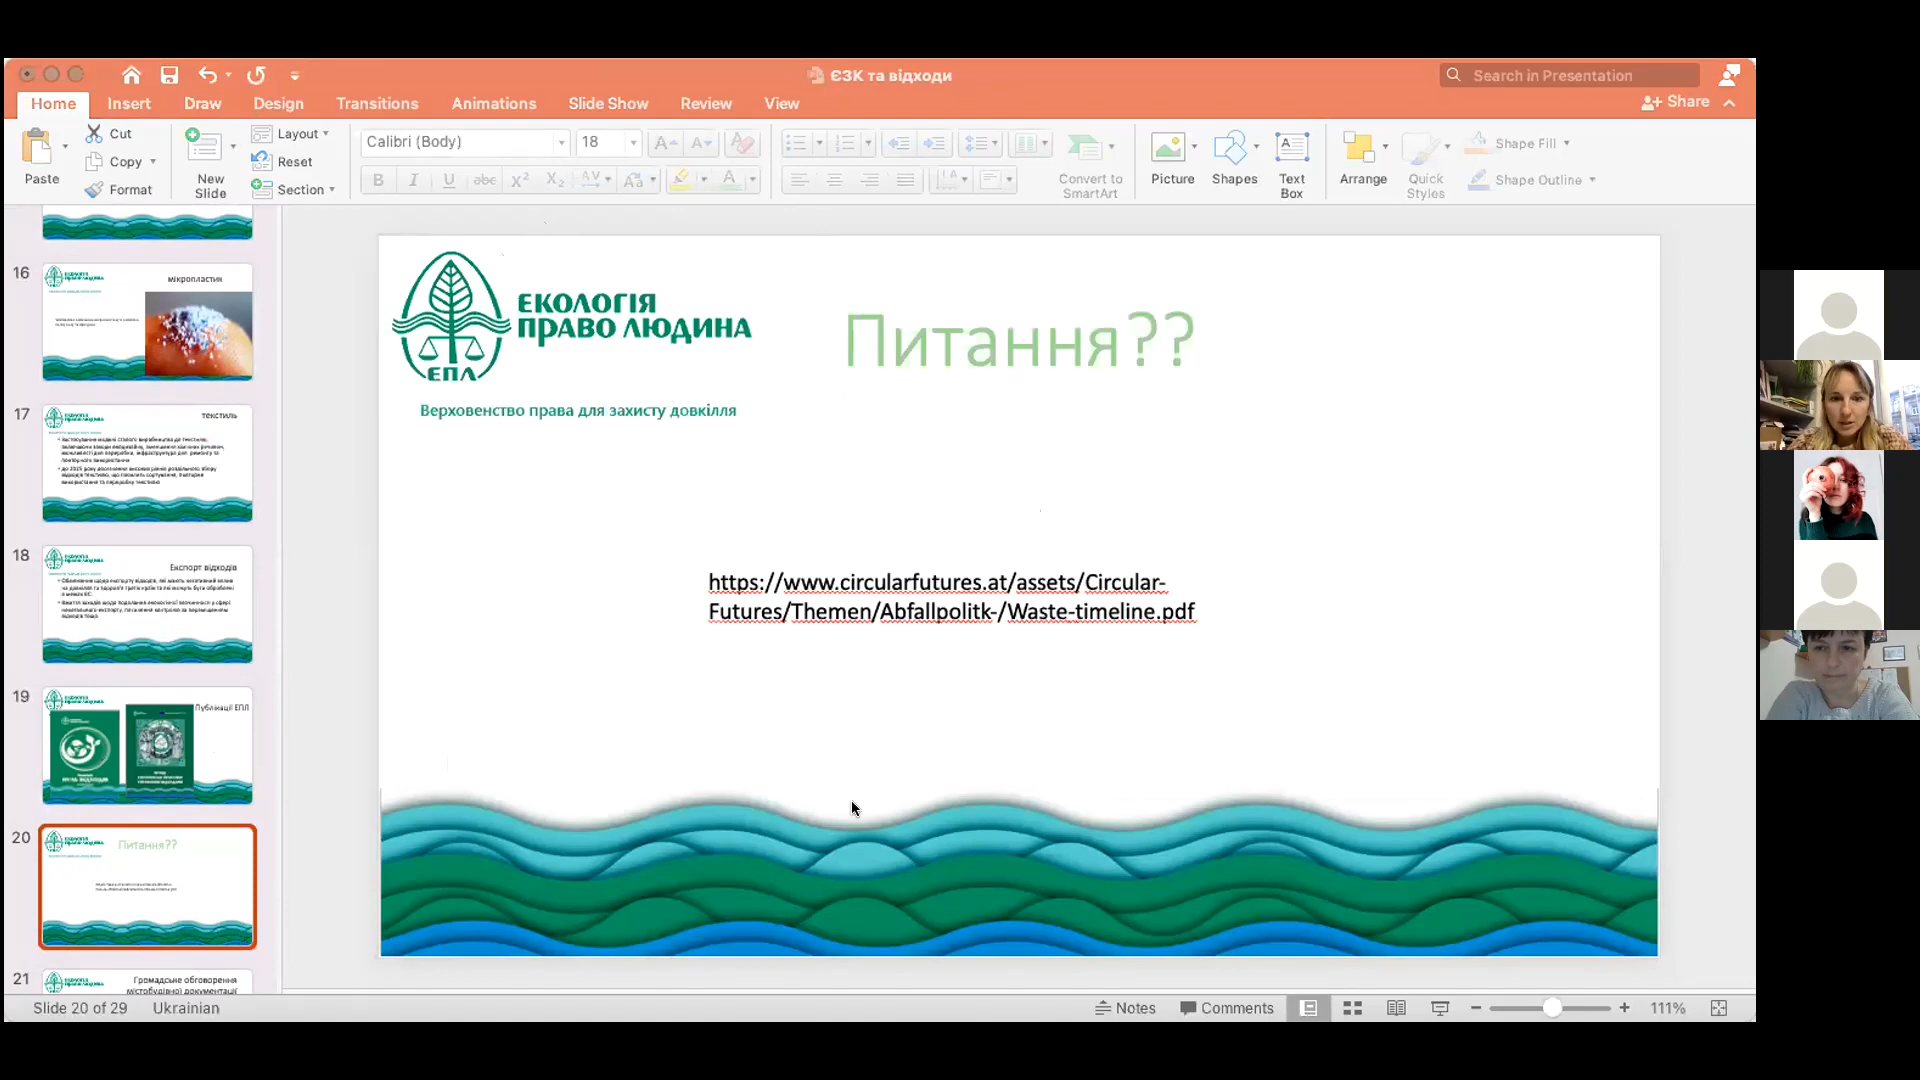 ЄЗК та відходи
Search in Presentation
Home
Insert
Draw
Design
Transitions
Animations
Slide Show
Review
View
Share
Paste
Cut
Copy
Format
New
Slide
Layout
Reset
Section
Calibri (Body)
18
Convert to
SmartArt
Picture
Shapes
Text
Box
Arrange
Quick
Styles
Shape Fill
Shape Outline
16
мікропластик
17
текстиль
18
Експорт відходів
19
Публікації ЕПЛ
20
Питання??
21
Громадське обговорення
містобудівної документації
ЕКОЛОГІЯ
ПРАВО ЛЮДИНА
ЕПЛ
Верховенство права для захисту довкілля
Питання??
https://www.circularfutures.at/assets/Circular-
Futures/Themen/Abfallpolitk-/Waste-timeline.pdf
Slide 20 of 29
Ukrainian
Notes
Comments
111%